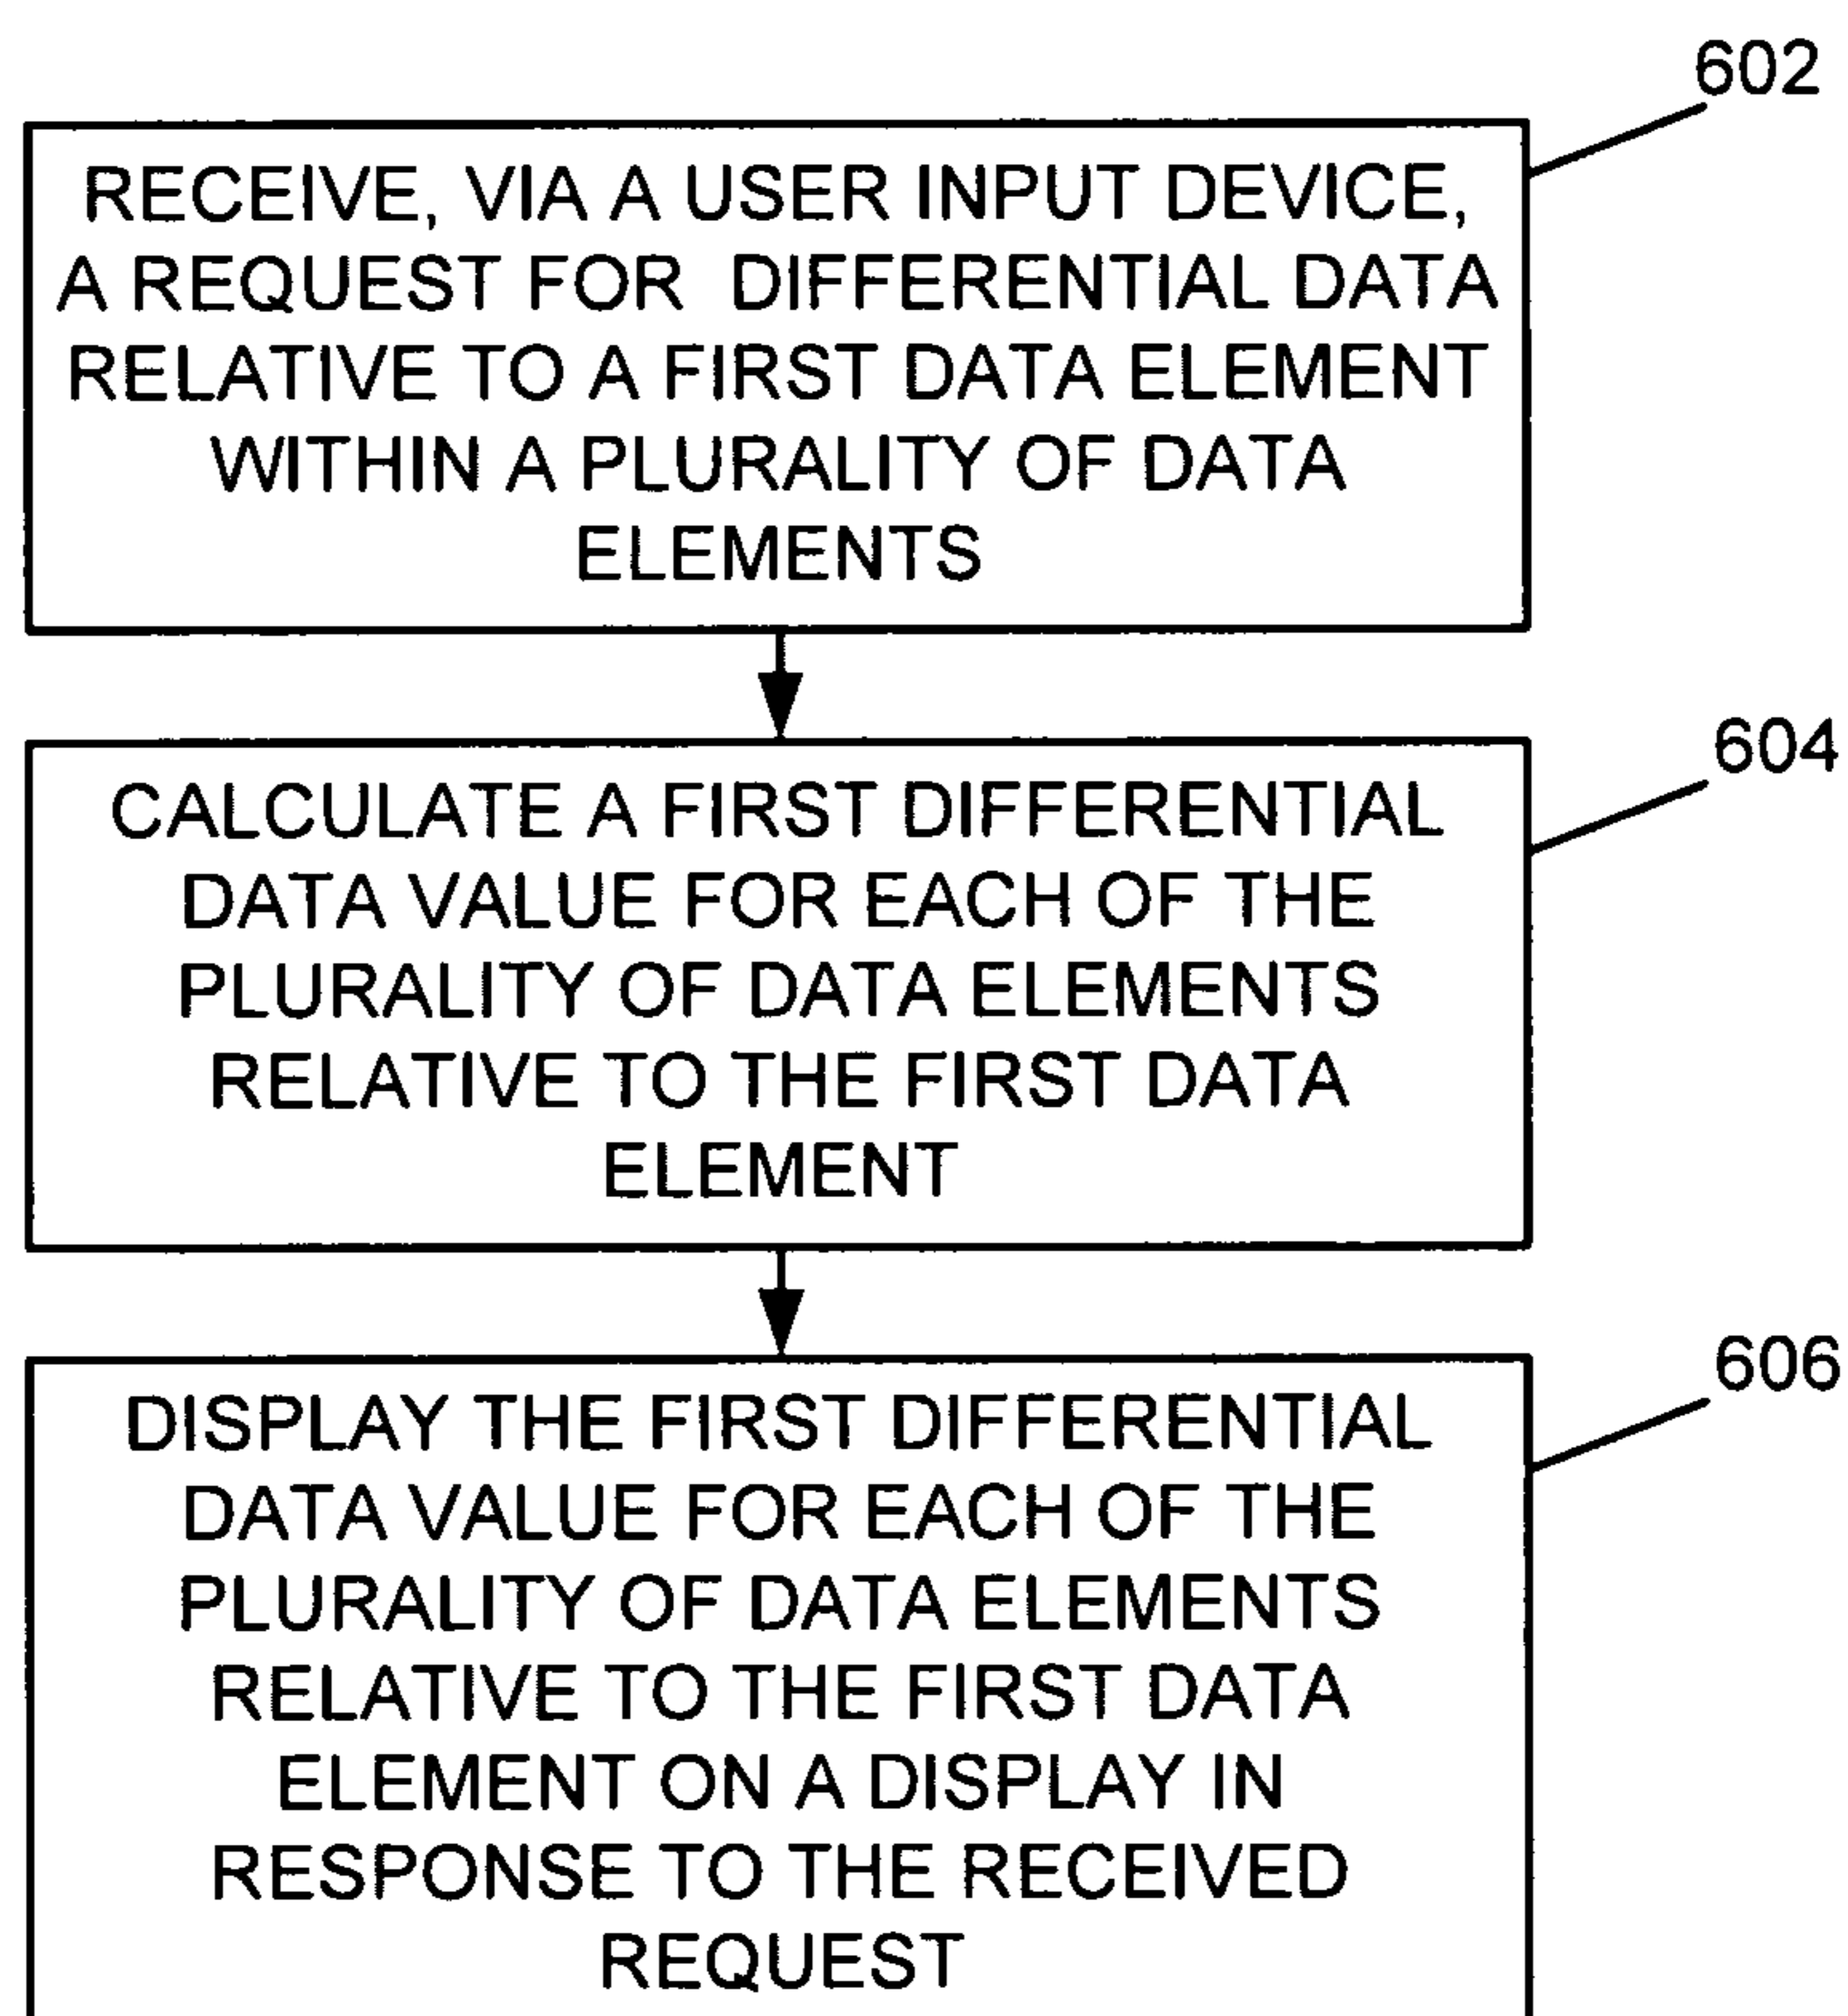 602
RECEIVE, VIA A USER INPUT DEVICE,
A REQUEST FOR DIFFERENTIAL DATA
RELATIVE TO A FIRST DATA ELEMENT
WITHIN A PLURALITY OF DATA
ELEMENTS
604
CALCULATE A FIRST DIFFERENTIAL
DATA VALUE FOR EACH OF THE
PLURALITY OF DATA ELEMENTS
RELATIVE TO THE FIRST DATA
ELEMENT
606
DISPLAY THE FIRST DIFFERENTIAL
DATA VALUE FOR EACH OF THE
PLURALITY OF DATA ELEMENTS
RELATIVE TO THE FIRST DATA
ELEMENT ON A DISPLAY IN
RESPONSE TO THE RECEIVED
REQUEST